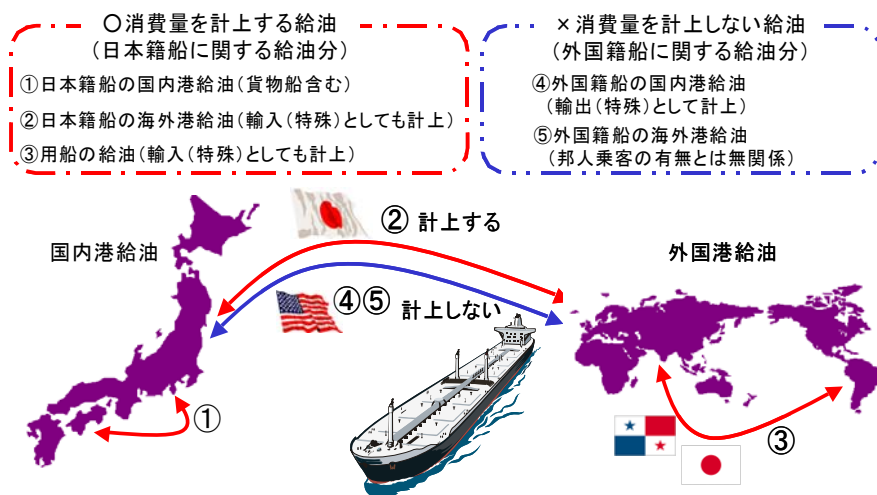 〇消費量を計上する給油
（日本籍船に関する給油分）
①日本籍船の国内港給油(貨物船含む)
②日本籍船の海外港給油(輸入(特殊)としても計上)
③用船の給油(輸入(特殊)としても計上)
×消費量を計上しない給油
（外国籍船に関する給油分）
④外国籍船の国内港給油
（輸出(特殊)として計上）
⑤外国籍船の海外港給油
（邦人乗客の有無とは無関係）
② 計上する
国内港給油
外国港給油
④⑤ 計上しない
①
③